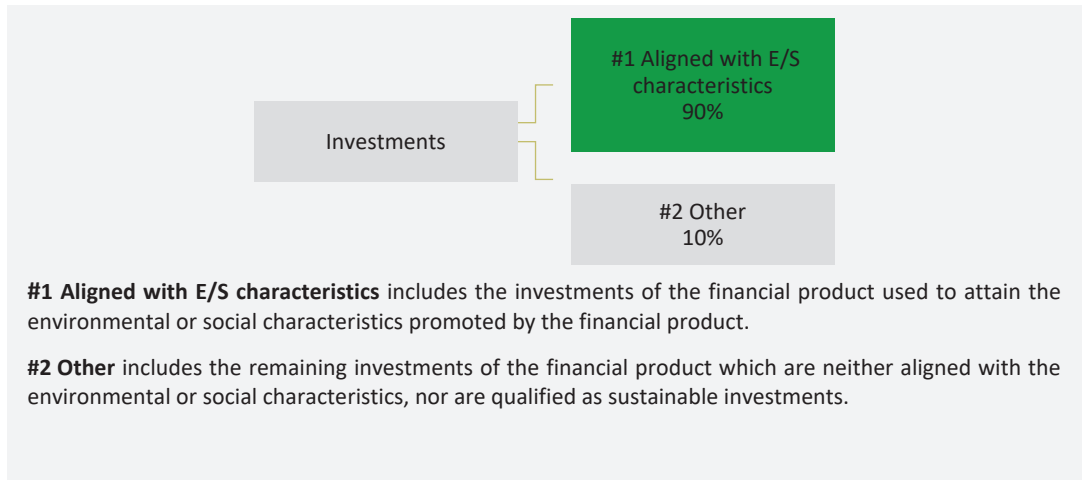 #1 Aligned with E/S
characteristics
90%
Investments
#2 Other
10%
#1 Aligned with E/S characteristics includes the investments of the financial product used to attain the
environmental or social characteristics promoted by the financial product.
#2 Other includes the remaining investments of the financial product which are neither aligned with the
environmental or social characteristics, nor are qualified as sustainable investments.